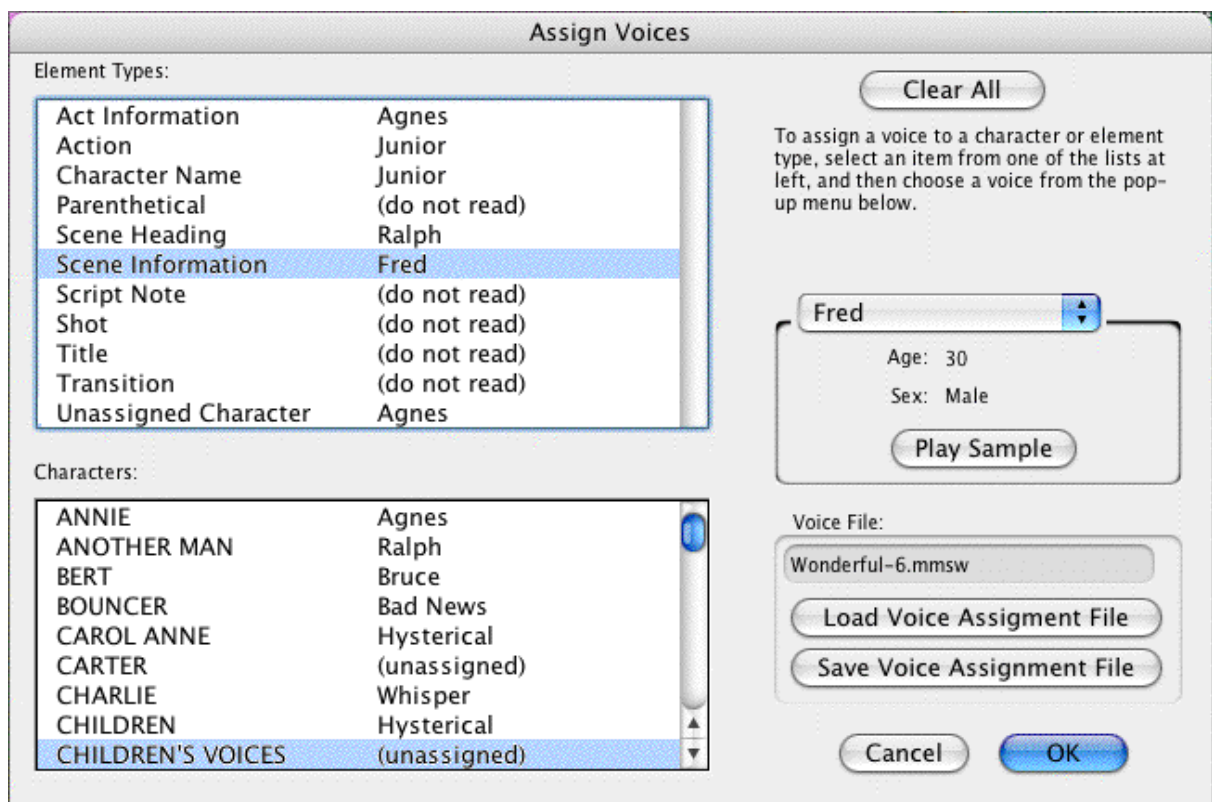 Assign Voices
Element Types:
Act Information Agnes
Action Junior
Character Name Junior
Parenthetical (do not read)
Scene Heading Ralph
Scene Information Fred
Script Note (do not read)
Shot (do not read)
Title (do not read)
Transition (do not read)
Unassigned Character Agnes
Characters:
ANNIE Agnes
ANOTHER MAN Ralph
BERT Bruce
BOUNCER Bad News
CAROL ANNE Hysterical
CARTER (unassigned)
CHARLIE Whisper
CHILDREN Hysterical
CHILDREN'S VOICES (unassigned)
Clear All
To assign a voice to a character or element
type, select an item from one of the lists at
left, and then choose a voice from the pop-
up menu below.
Fred
Age: 30
Sex: Male
Play Sample
Voice File:
Wonderful-6.mmsw
Load Voice Assigment File
Save Voice Assignment File
Cancel OK